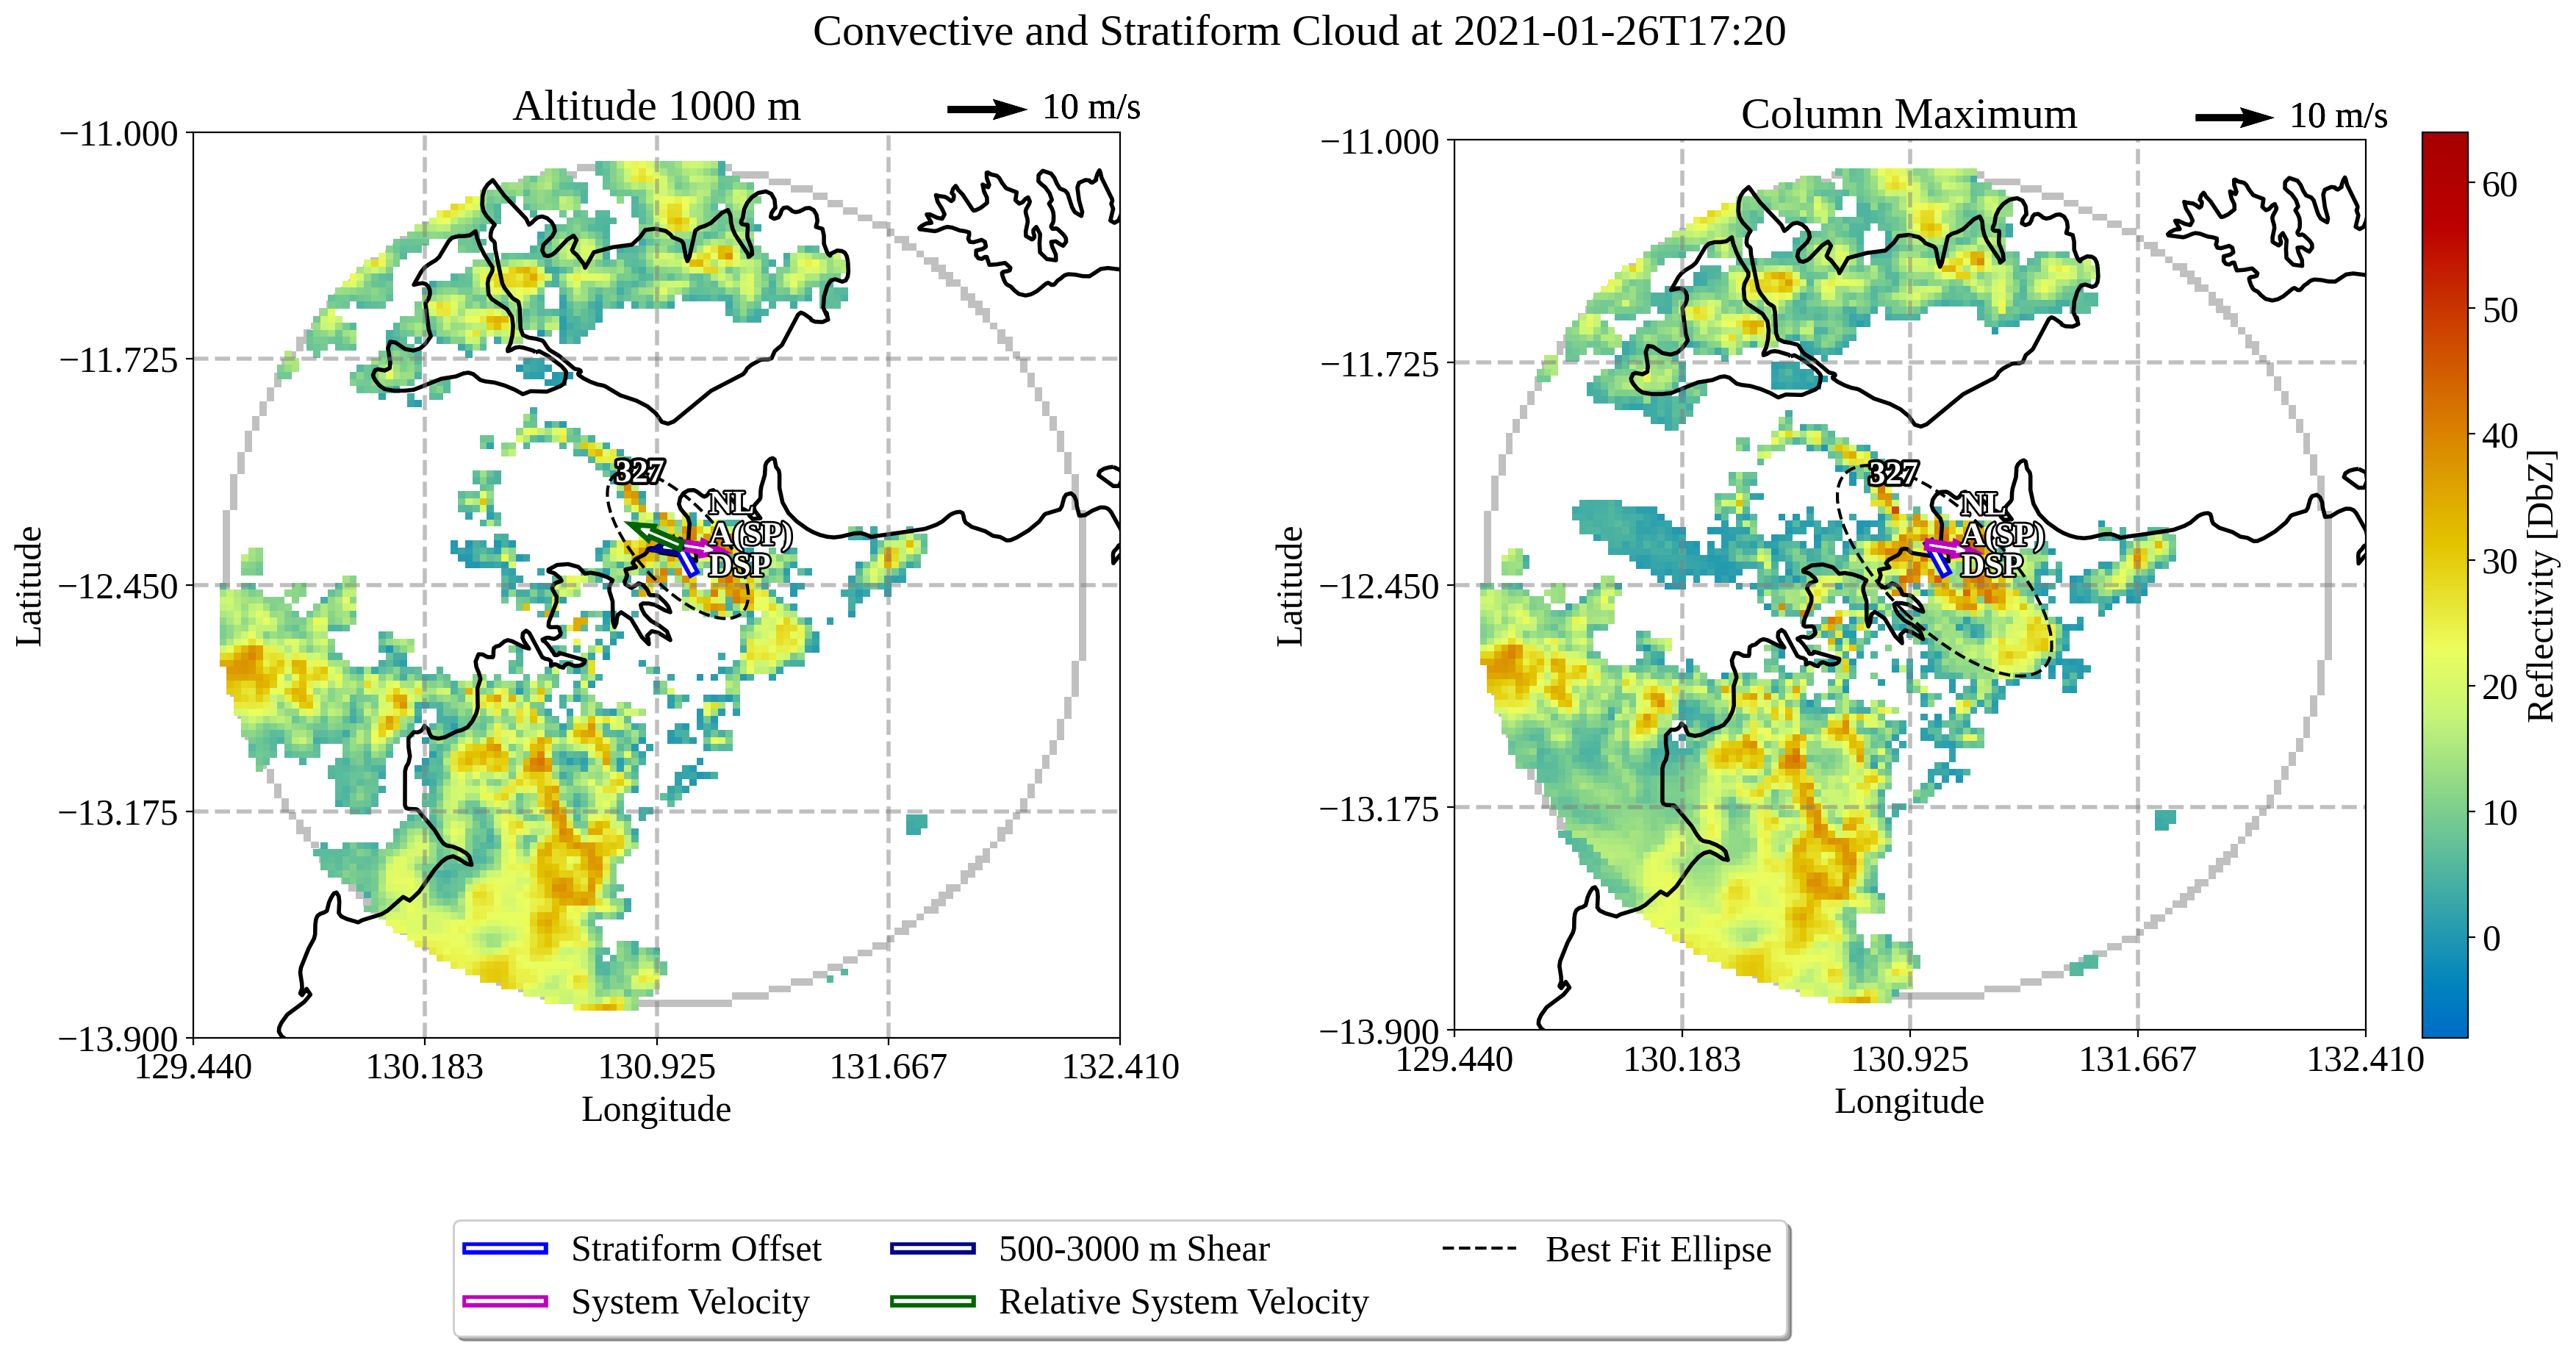 Convective and Stratiform Cloud at 2021-01-26T17:20
Altitude 1000 m
10 m/s
−11.000
−11.725
−12.450
−13.175
−13.900
129.440
130.183
130.925
131.667
132.410
Latitude
Longitude
327
NL
A(SP)
DSP
Column Maximum
10 m/s
−11.000
−11.725
−12.450
−13.175
−13.900
129.440
130.183
130.925
131.667
132.410
Latitude
Longitude
327
NL
A(SP)
DSP
60
50
40
30
20
10
0
Reflectivity [DbZ]
Stratiform Offset
System Velocity
500-3000 m Shear
Relative System Velocity
Best Fit Ellipse